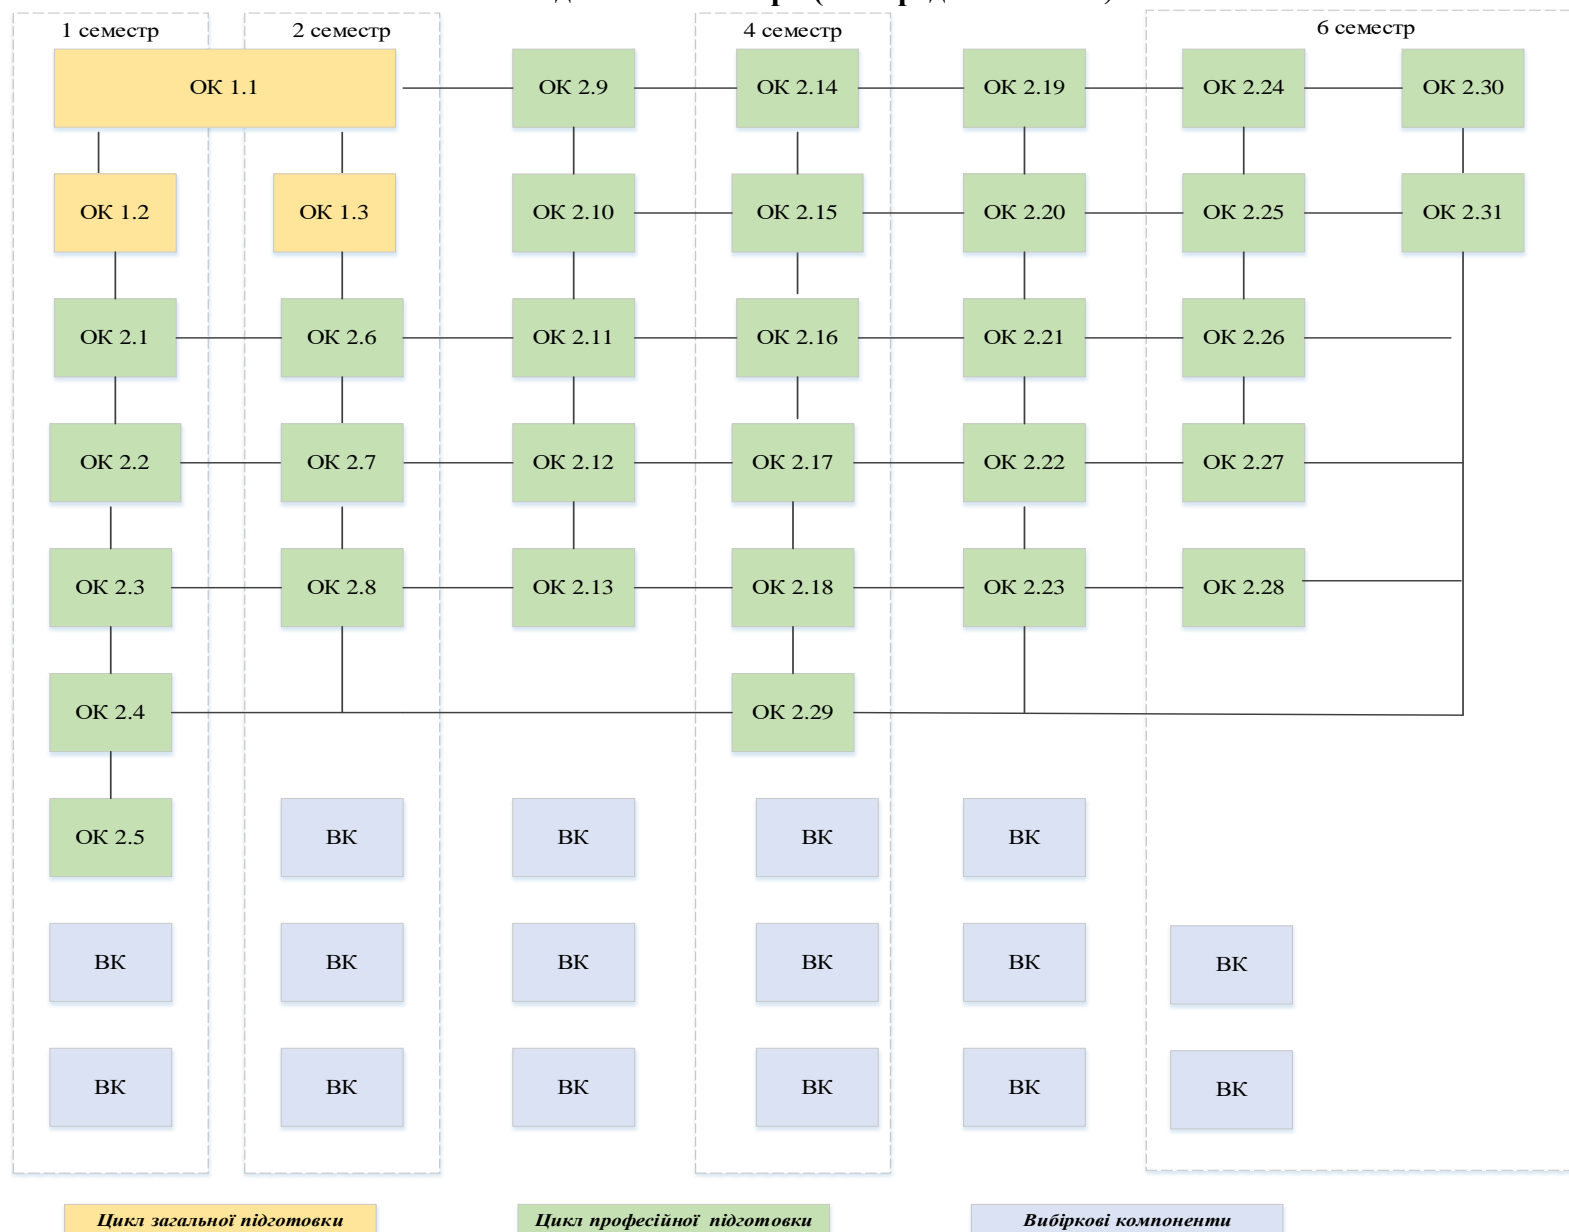 1 семестр 2 семестр 4 семестр 6 семестр
ОК 1.1 ОК 2.9 ОК 2.14 ОК 2.19 ОК 2.24 ОК 2.30
ОК 1.2 ОК 1.3 ОК 2.10 ОК 2.15 ОК 2.20 ОК 2.25 ОК 2.31
ОК 2.1 ОК 2.6 ОК 2.11 ОК 2.16 ОК 2.21 ОК 2.26
ОК 2.2 ОК 2.7 ОК 2.12 ОК 2.17 ОК 2.22 ОК 2.27
ОК 2.3 ОК 2.8 ОК 2.13 ОК 2.18 ОК 2.23 ОК 2.28
ОК 2.4 ОК 2.29
ОК 2.5 ВК ВК ВК ВК
ВК ВК ВК ВК ВК ВК
ВК ВК ВК ВК ВК ВК
Цикл загальної підготовки Цикл професійної підготовки Вибіркові компоненти